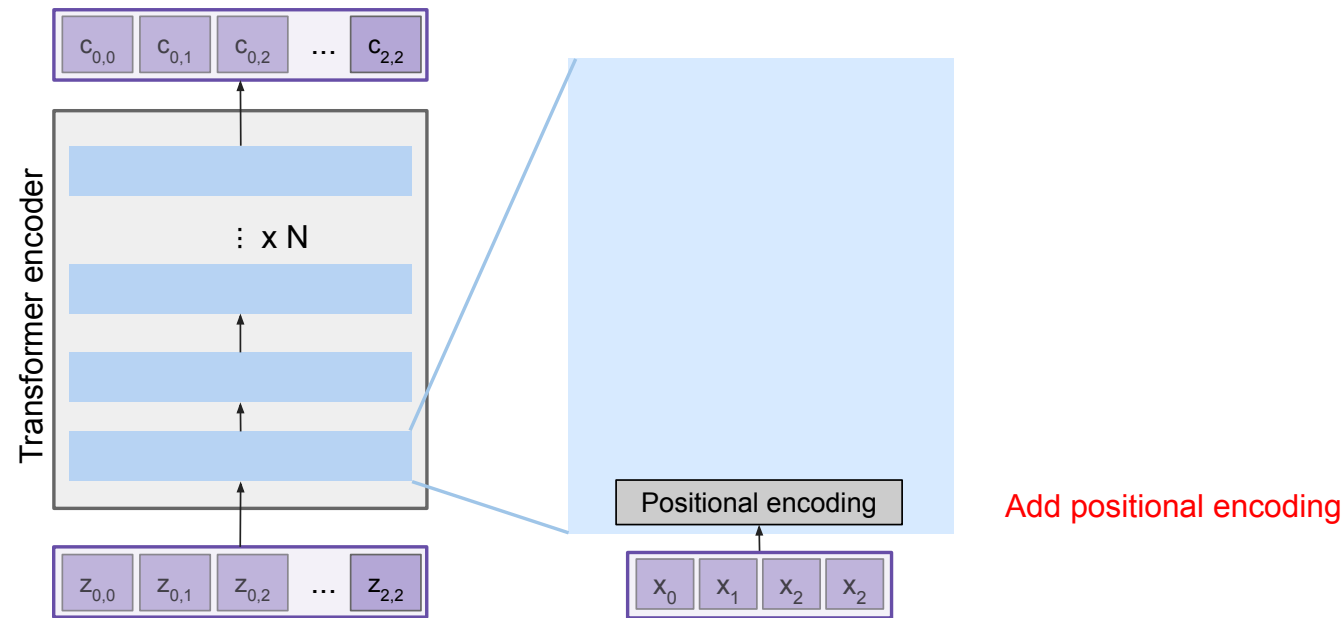 c0,0 c0,1 c0,2 ... c2,2
Transformer encoder
⋮ x N
z0,0 z0,1 z0,2 ... z2,2
Positional encoding
x0 x1 x2 x2
Add positional encoding